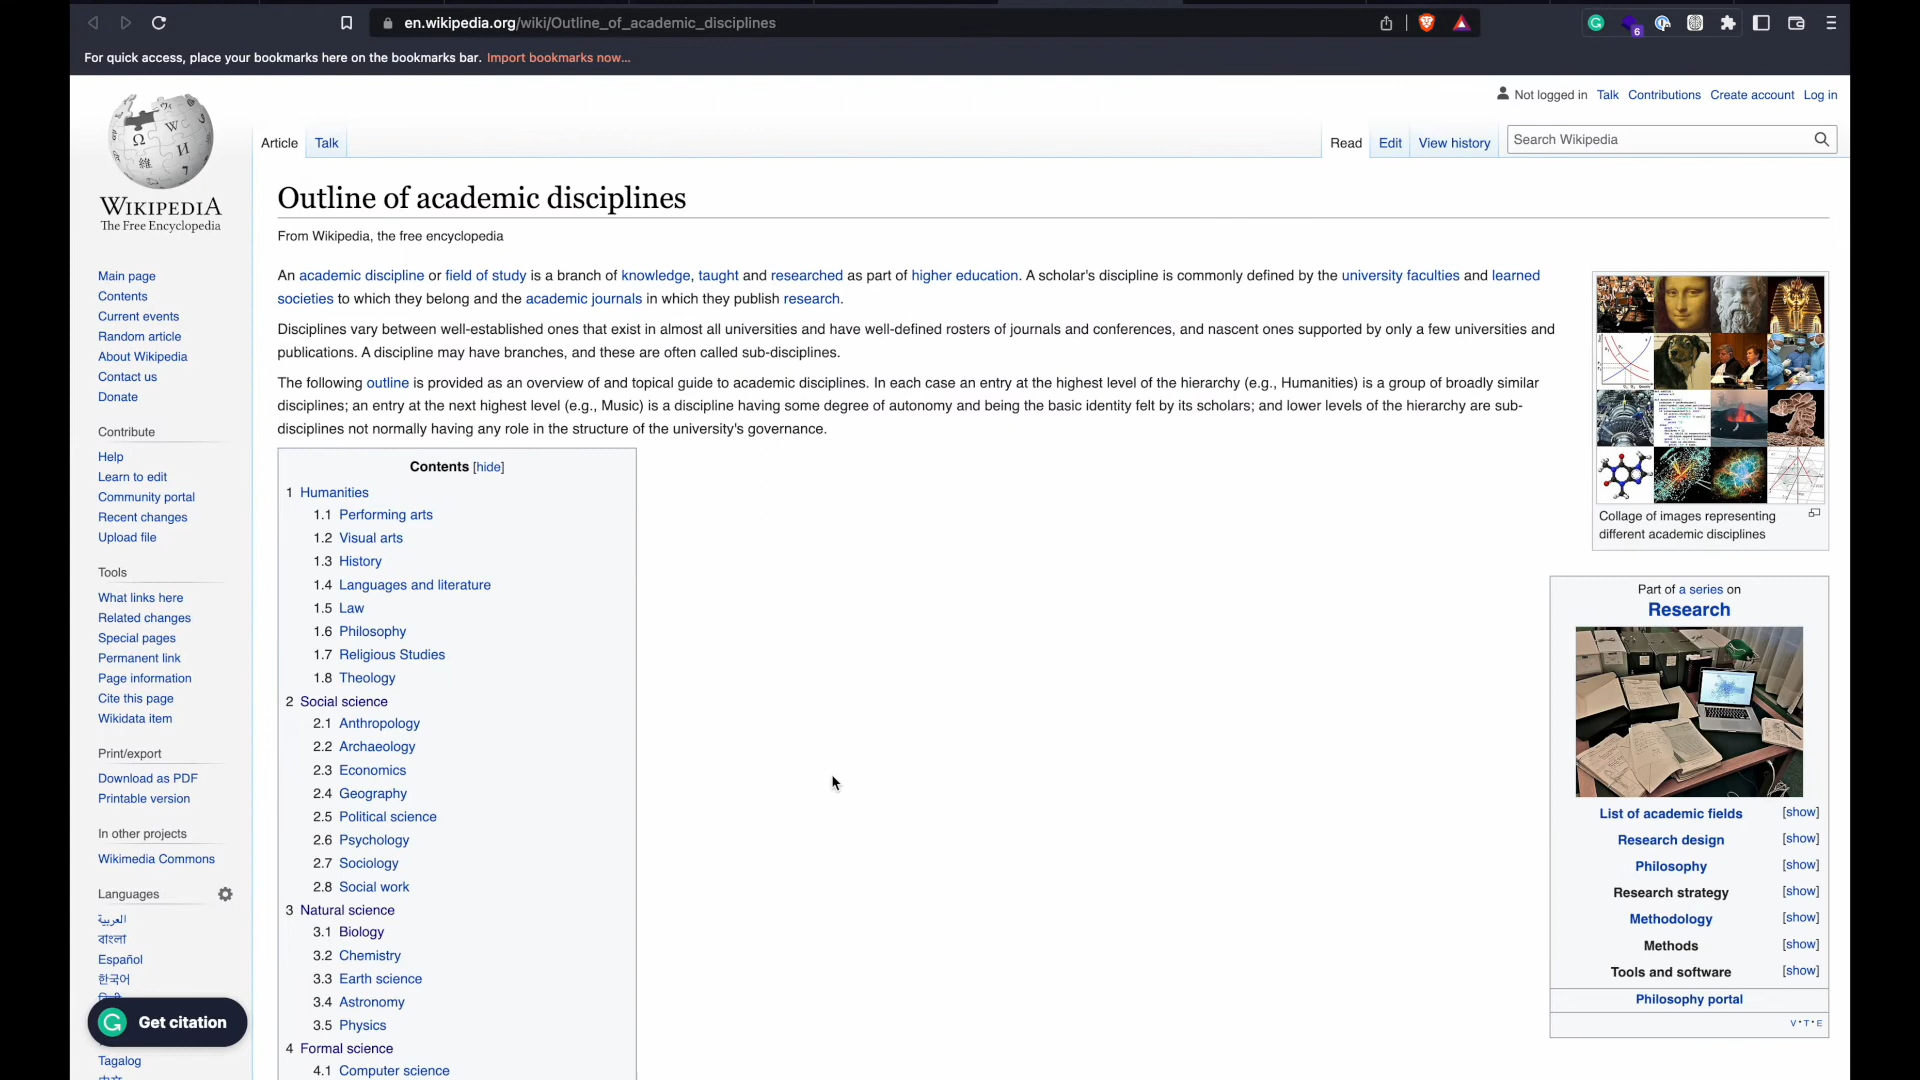 en.wikipedia.org/wiki/Outline_of_academic_disciplines
6
For quick access, place your bookmarks here on the bookmarks bar. Import bookmarks now...
Not logged in Talk Contributions Create account Log in
Article Talk
Read Edit View history Search Wikipedia
WIKIPEDIA
The Free Encyclopedia
Main page
Contents
Current events
Random article
About Wikipedia
Contact us
Donate
Contribute
Help
Learn to edit
Community portal
Recent changes
Upload file
Tools
What links here
Related changes
Special pages
Permanent link
Page information
Cite this page
Wikidata item
Print/export
Download as PDF
Printable version
In other projects
Wikimedia Commons
Languages
العربية
বাংলা
Español
한국어
Get citation
Tagalog
Outline of academic disciplines
From Wikipedia, the free encyclopedia
An academic discipline or field of study is a branch of knowledge, taught and researched as part of higher education. A scholar's discipline is commonly defined by the university faculties and learned
societies to which they belong and the academic journals in which they publish research.
Disciplines vary between well-established ones that exist in almost all universities and have well-defined rosters of journals and conferences, and nascent ones supported by only a few universities and
publications. A discipline may have branches, and these are often called sub-disciplines.
The following outline is provided as an overview of and topical guide to academic disciplines. In each case an entry at the highest level of the hierarchy (e.g., Humanities) is a group of broadly similar
disciplines; an entry at the next highest level (e.g., Music) is a discipline having some degree of autonomy and being the basic identity felt by its scholars; and lower levels of the hierarchy are sub-
disciplines not normally having any role in the structure of the university's governance.
Contents [hide]
1 Humanities
1.1 Performing arts
1.2 Visual arts
1.3 History
1.4 Languages and literature
1.5 Law
1.6 Philosophy
1.7 Religious Studies
1.8 Theology
2 Social science
2.1 Anthropology
2.2 Archaeology
2.3 Economics
2.4 Geography
2.5 Political science
2.6 Psychology
2.7 Sociology
2.8 Social work
3 Natural science
3.1 Biology
3.2 Chemistry
3.3 Earth science
3.4 Astronomy
3.5 Physics
4 Formal science
4.1 Computer science
Collage of images representing
different academic disciplines
Part of a series on
Research
List of academic fields [show]
Research design [show]
Philosophy [show]
Research strategy [show]
Methodology [show]
Methods [show]
Tools and software [show]
Philosophy portal
V·T·E